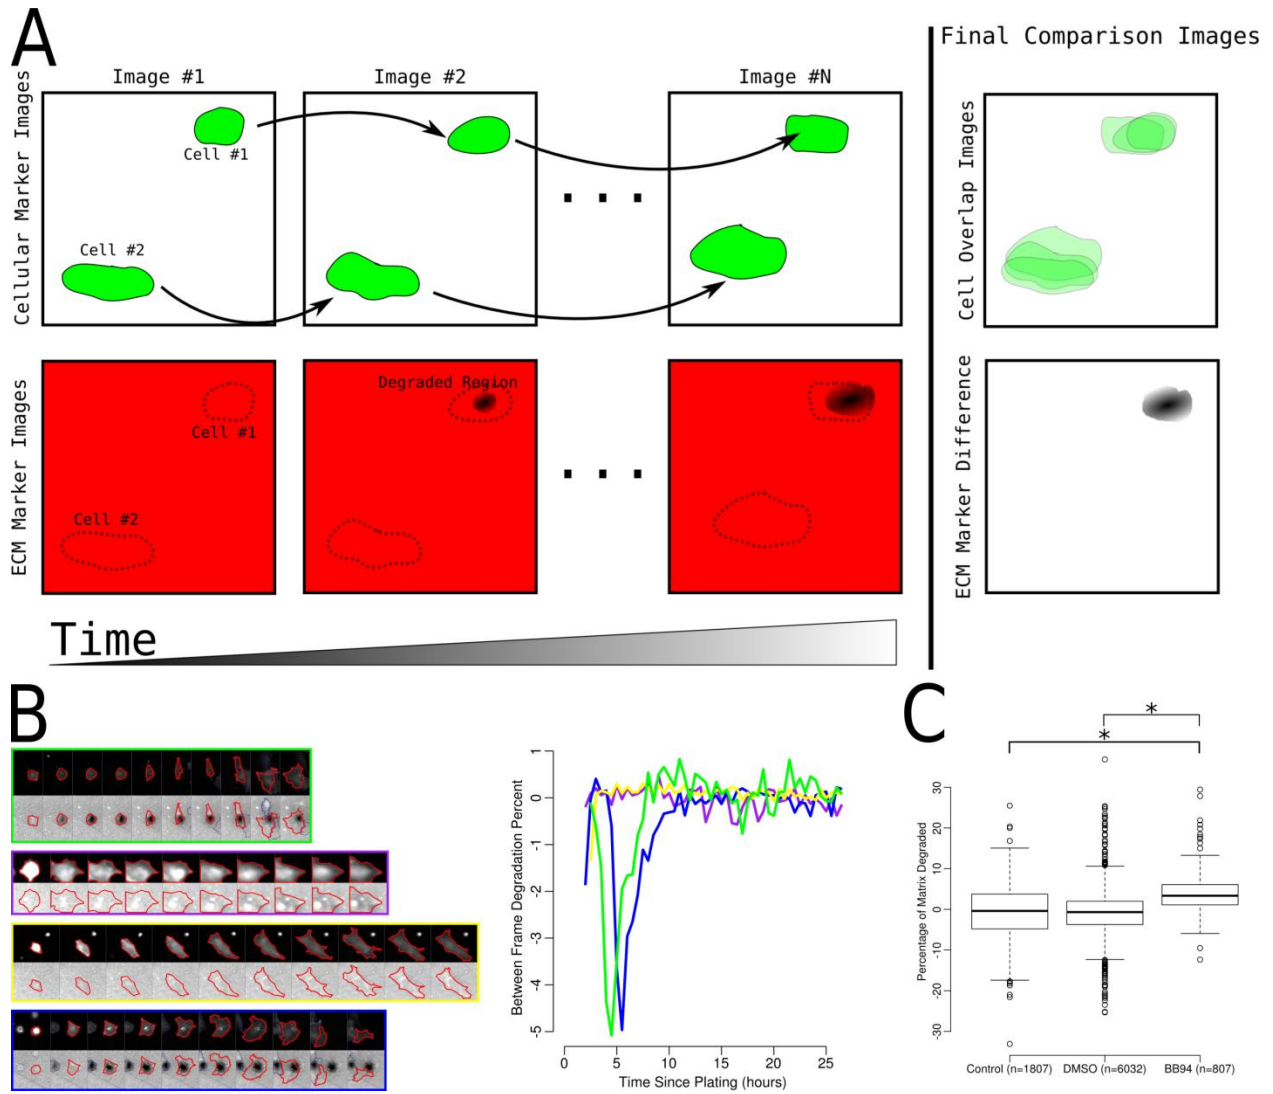 A
Final Comparison Images
Image #1
Image #2
Image #N
Cellular Marker Images
Cell #1
Cell #2
Cell Overlap Images
ECM Marker Images
Cell #1
Cell #2
Degraded Region
ECM Marker Difference
Time
B
Between Frame Degradation Percent
1
0
-1
-2
-3
-4
-5
0
5
10
15
20
25
Time Since Plating (hours)
C
*
*
Percentage of Matrix Degraded
30
20
10
0
-10
-20
-30
Control (n=1807)
DMSO (n=6032)
BB94 (n=807)